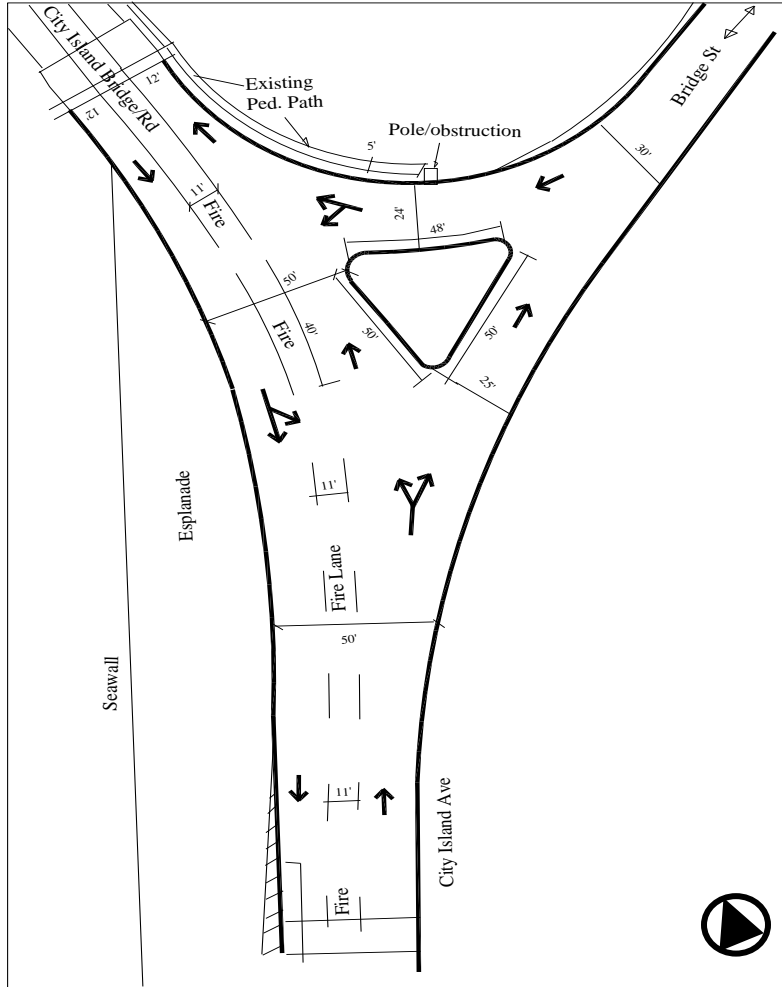 City Island Bridge/Rd
Bridge St
12'
12'
Existing
Ped. Path
Pole/obstruction
5'
30'
11'
Fire
24'
48'
50'
Fire
40'
50'
50'
25'
11'
Esplanade
Fire Lane
50'
Seawall
11'
City Island Ave
Fire